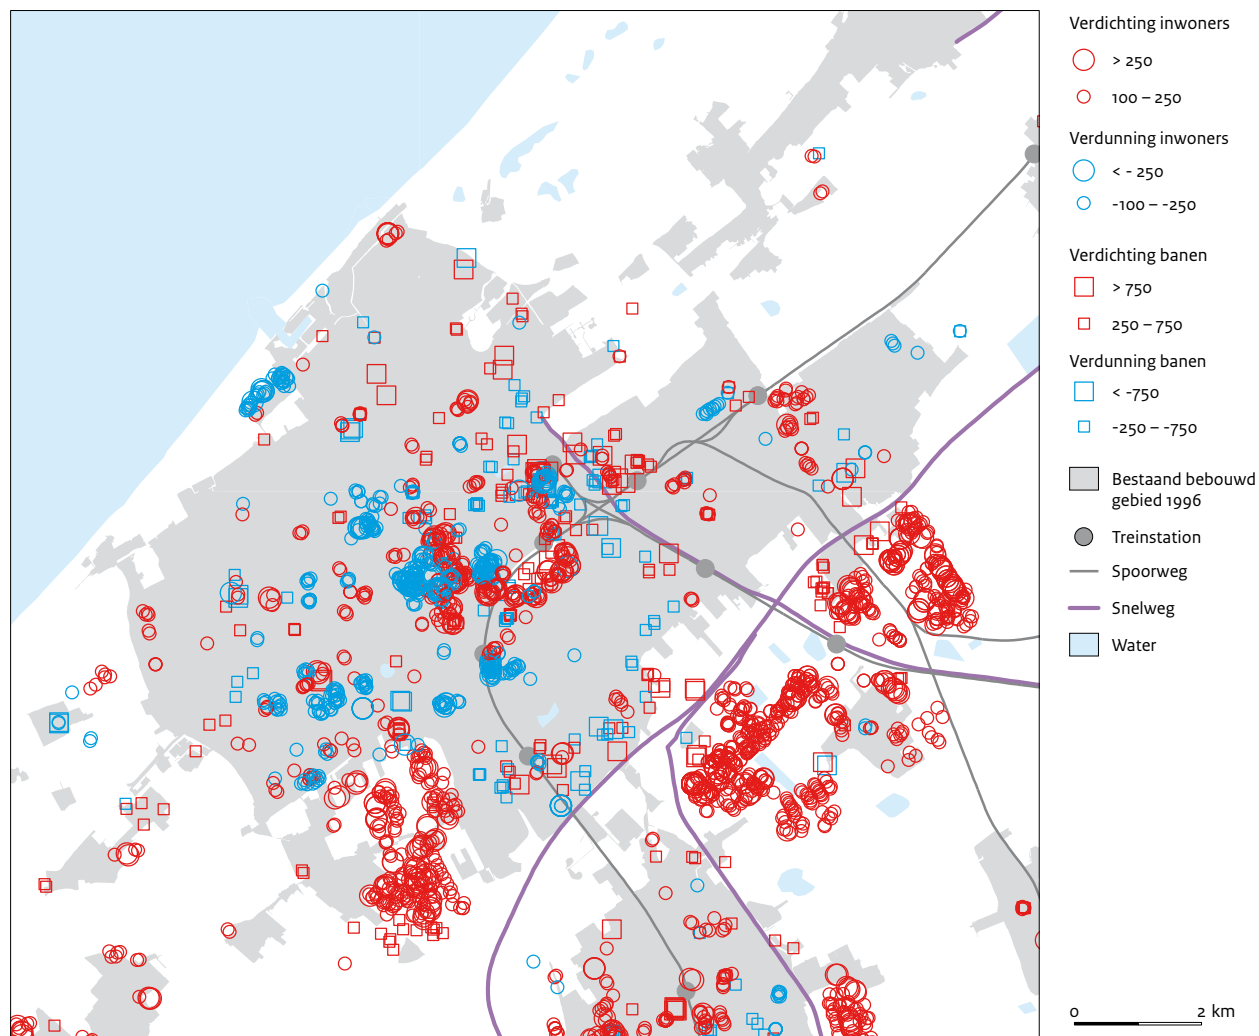 Verdichting inwoners
> 250
100 – 250
Verdunning inwoners
< - 250
-100 – -250
Verdichting banen
> 750
250 – 750
Verdunning banen
< -750
-250 – -750
Bestaand bebouwd
gebied 1996
Treinstation
Spoorweg
Snelweg
Water
0 2 km